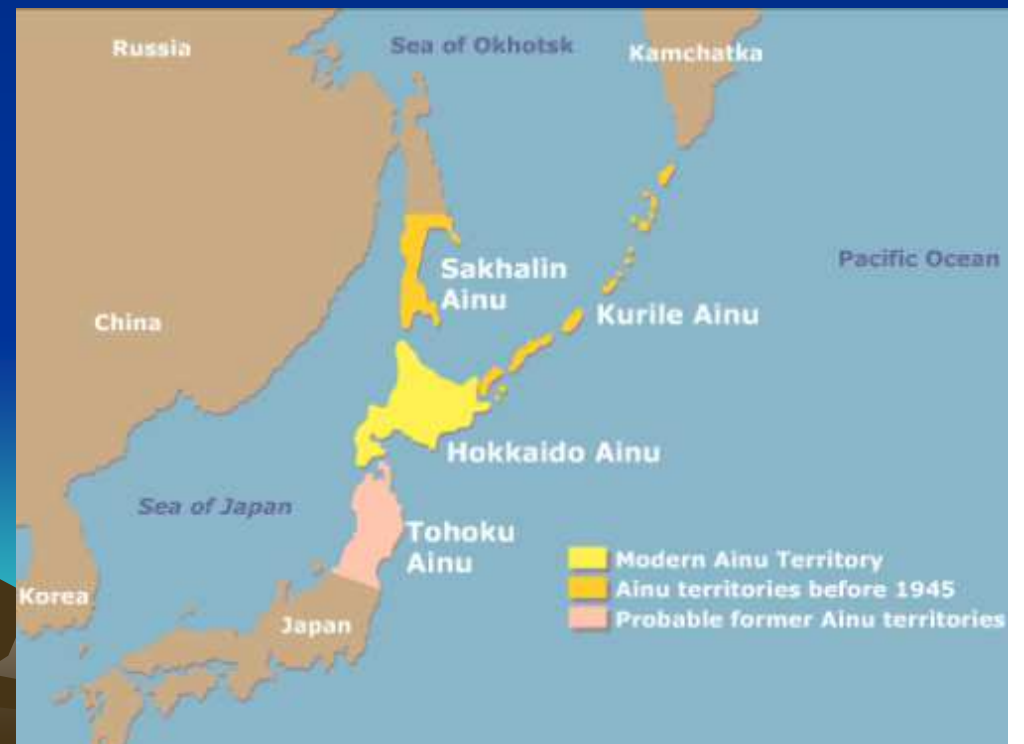 Russia
Sea of Okhotsk
Kamchatka
Pacific Ocean
Sakhalin
Ainu
Kurile Ainu
China
Hokkaido Ainu
Sea of Japan
Tohoku
Ainu
Modern Ainu Territory
Ainu territories before 1945
Probable former Ainu territories
Korea
Japan